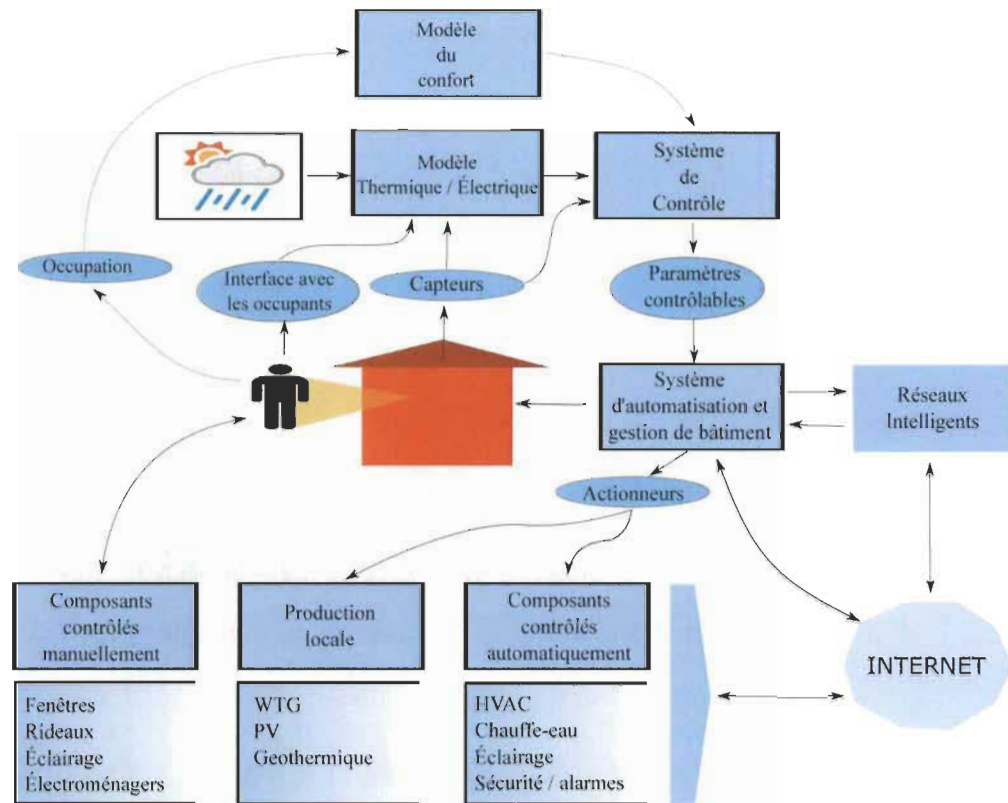 Modèle
du
confort
Modèle
Thermique / Électrique
Système
de
Contrôle
Occupation
Interface avec
les occupants
Capteurs
Paramètres
contrôlables
Système
d'automatisation et
gestion de bâtiment
Réseaux
Intelligents
Actionneurs
Composants
contrôlés
manuellement
Production
locale
Composants
contrôlés
automatiquement
INTERNET
Fenêtres
Rideaux
Éclairage
Électroménagers
WTG
PV
Geothermique
HVAC
Chauffe-eau
Éclairage
Sécurité / alarmes